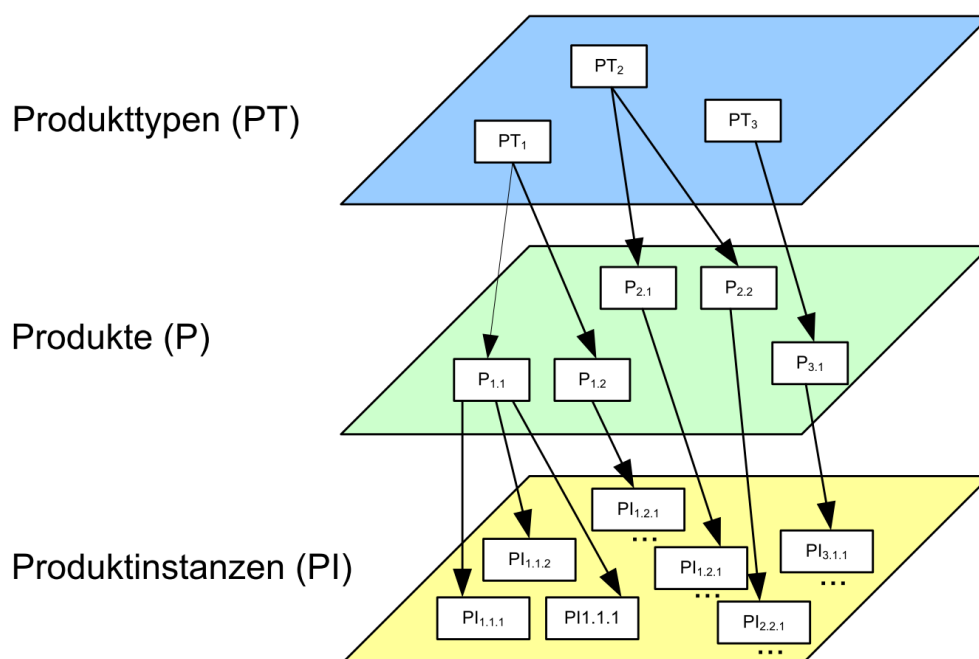 PT₂
Produkttypen (PT)
PT₃
PT₁
P₂.₁
P₂.₂
Produkte (P)
P₃.₁
P₁.₁
P₁.₂
PI₁.₂.₁
...
PI₃.₁.₁
...
PI₁.₁.₂
Produktinstanzen (PI)
PI₁.₂.₁
...
PI₁.₁.₁
PI1.1.1
PI₂.₂.₁
...